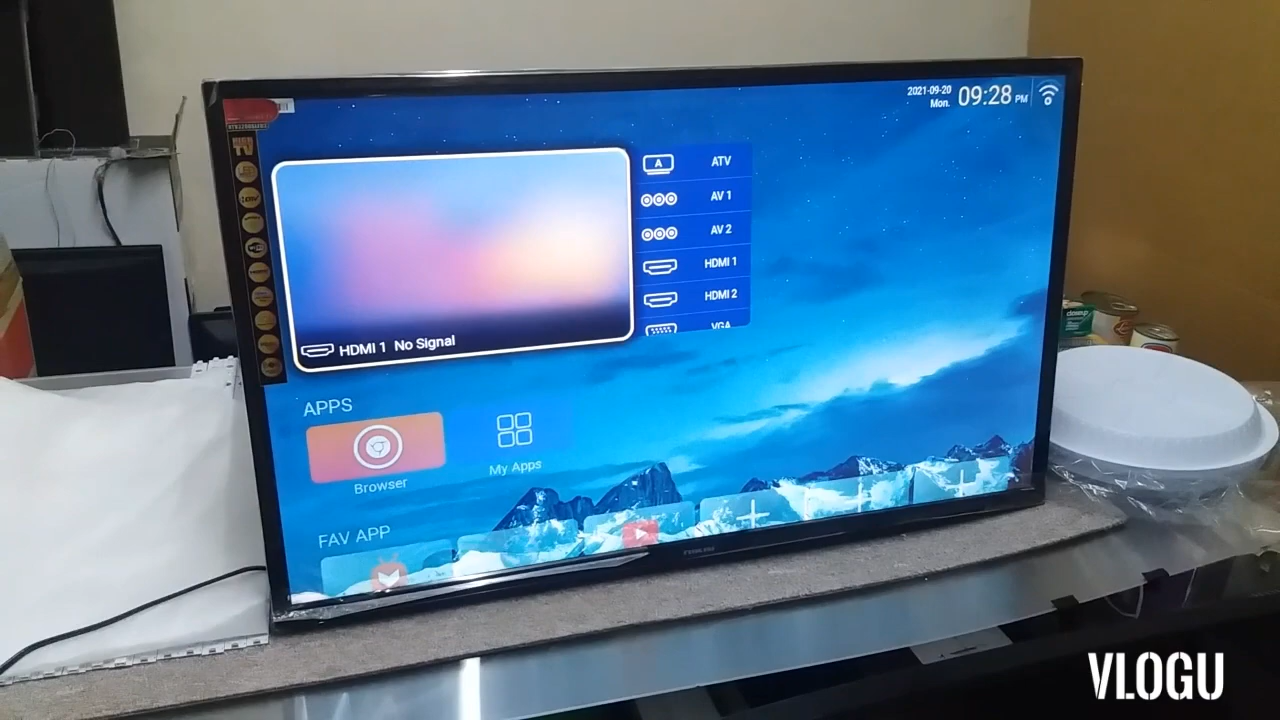 2021-09-20
Mon.
09:28 PM
ATV
AV 1
AV 2
HDMI 1
HDMI 2
VGA
HDMI 1 No Signal
APPS
Browser
My Apps
FAV APP
closeup
VLOGU